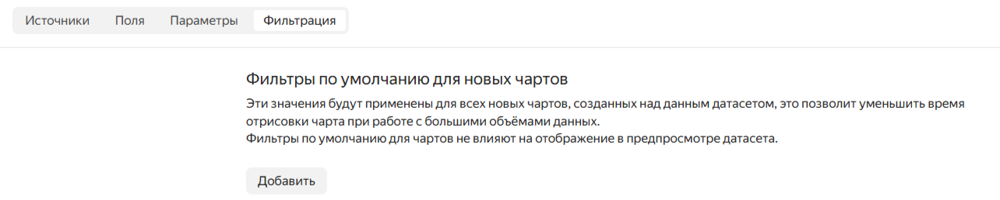 Источники Поля Параметры Фильтрация
Фильтры по умолчанию для новых чартов
Эти значения будут применены для всех новых чартов, созданных над данным датасетом, это позволит уменьшить время
отрисовки чарта при работе с большими объёмами данных.
Фильтры по умолчанию для чартов не влияют на отображение в предпросмотре датасета.
Добавить